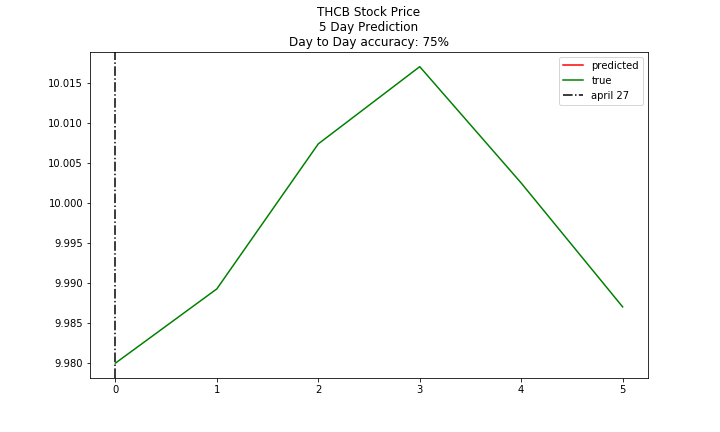 THCB Stock Price
5 Day Prediction
Day to Day accuracy: 75%
predicted
true
april 27
10.015
10.010
10.005
10.000
9.995
9.990
9.985
9.980
0 1 2 3 4 5